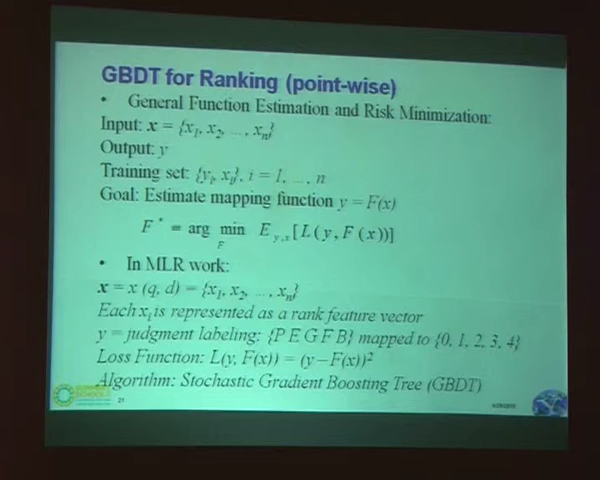 GBDT for Ranking (point-wise)
• General Function Estimation and Risk Minimization:
Input: x = {x1, x2, ..., xn}
Output: y
Training set: {yi, xi}, i = 1, ..., n
Goal: Estimate mapping function y = F(x)
F* = arg min F E y,x [L(y, F(x))]
• In MLR work:
x = x (q, d) = {x1, x2, ..., xn}
Each xi is represented as a rank feature vector
y = judgment labeling: {P E G F B} mapped to {0, 1, 2, 3, 4}
Loss Function: L(y, F(x)) = (y−F(x))²
Algorithm: Stochastic Gradient Boosting Tree (GBDT)
21